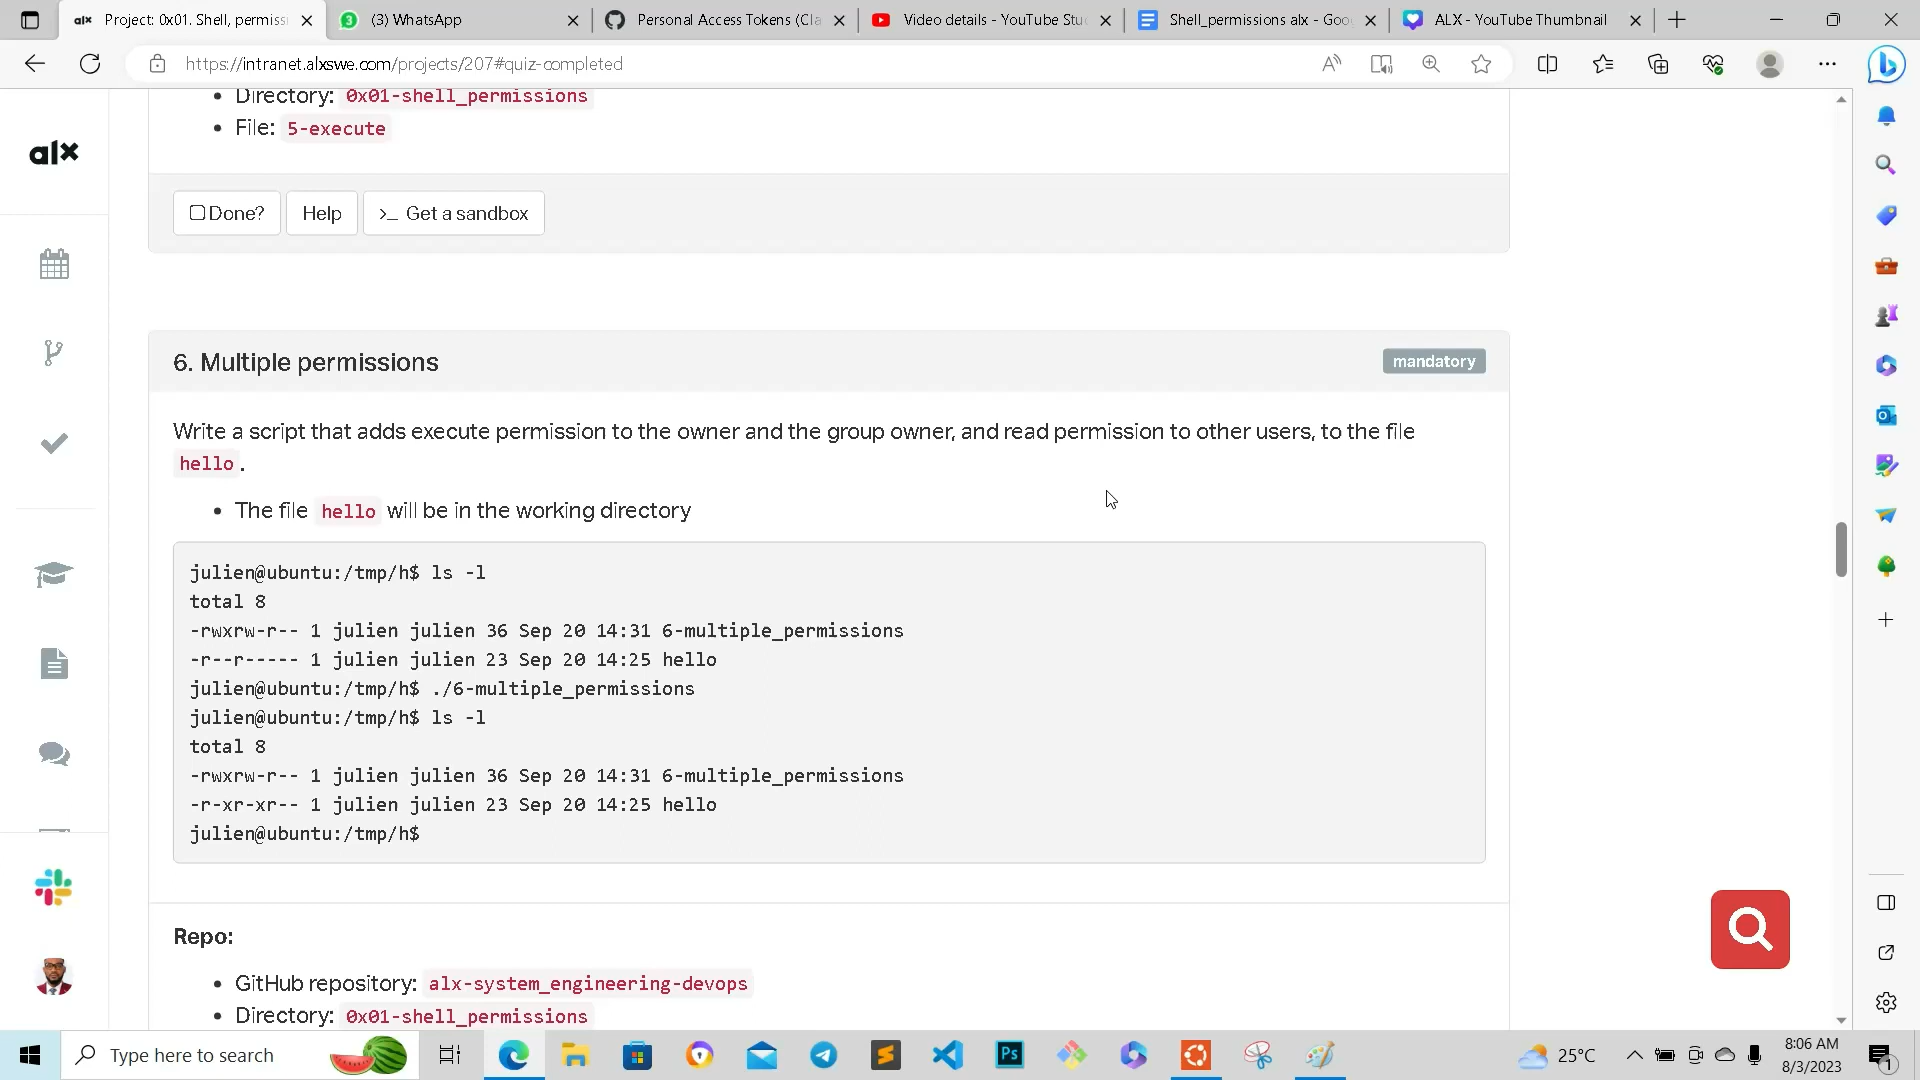 Project: 0x01. Shell, permiss
(3) WhatsApp
Personal Access Tokens (Cla
Video details - YouTube Stu
Shell_permissions alx - Goo
ALX - YouTube Thumbnail
https://intranet.alxswe.com/projects/207#quiz-completed
alx
Directory: 0x01-shell_permissions
File: 5-execute
Done?
Help
>_ Get a sandbox
6. Multiple permissions
mandatory
Write a script that adds execute permission to the owner and the group owner, and read permission to other users, to the file
hello .
The file hello will be in the working directory
julien@ubuntu:/tmp/h$ ls -l
total 8
-rwxrw-r-- 1 julien julien 36 Sep 20 14:31 6-multiple_permissions
-r--r----- 1 julien julien 23 Sep 20 14:25 hello
julien@ubuntu:/tmp/h$ ./6-multiple_permissions
julien@ubuntu:/tmp/h$ ls -l
total 8
-rwxrw-r-- 1 julien julien 36 Sep 20 14:31 6-multiple_permissions
-r-xr-xr-- 1 julien julien 23 Sep 20 14:25 hello
julien@ubuntu:/tmp/h$
Repo:
GitHub repository: alx-system_engineering-devops
Directory: 0x01-shell_permissions
Type here to search
Ps
25°C
8:06 AM
8/3/2023
1